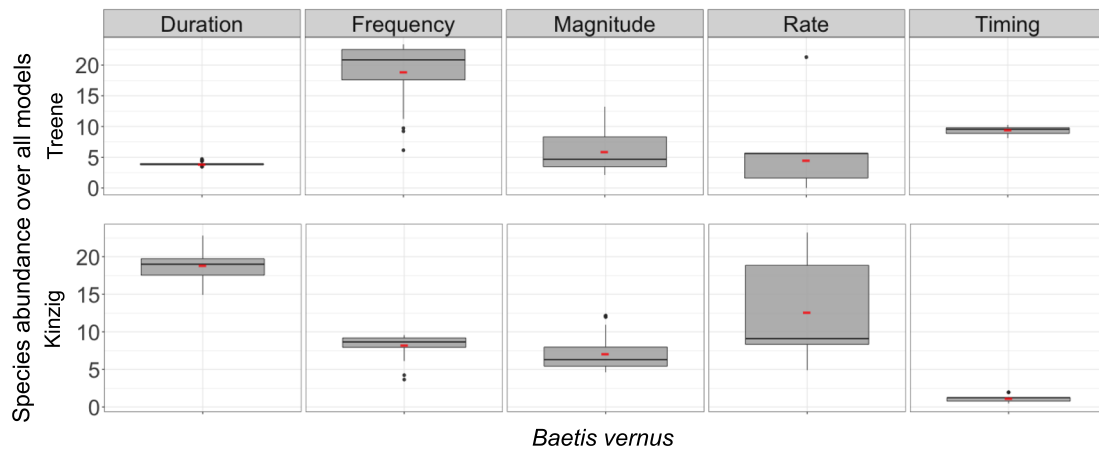 Duration Frequency Magnitude Rate Timing
Species abundance over all models
Treene
20
15
10
5
0
Kinzig
20
15
10
5
0
Baetis vernus